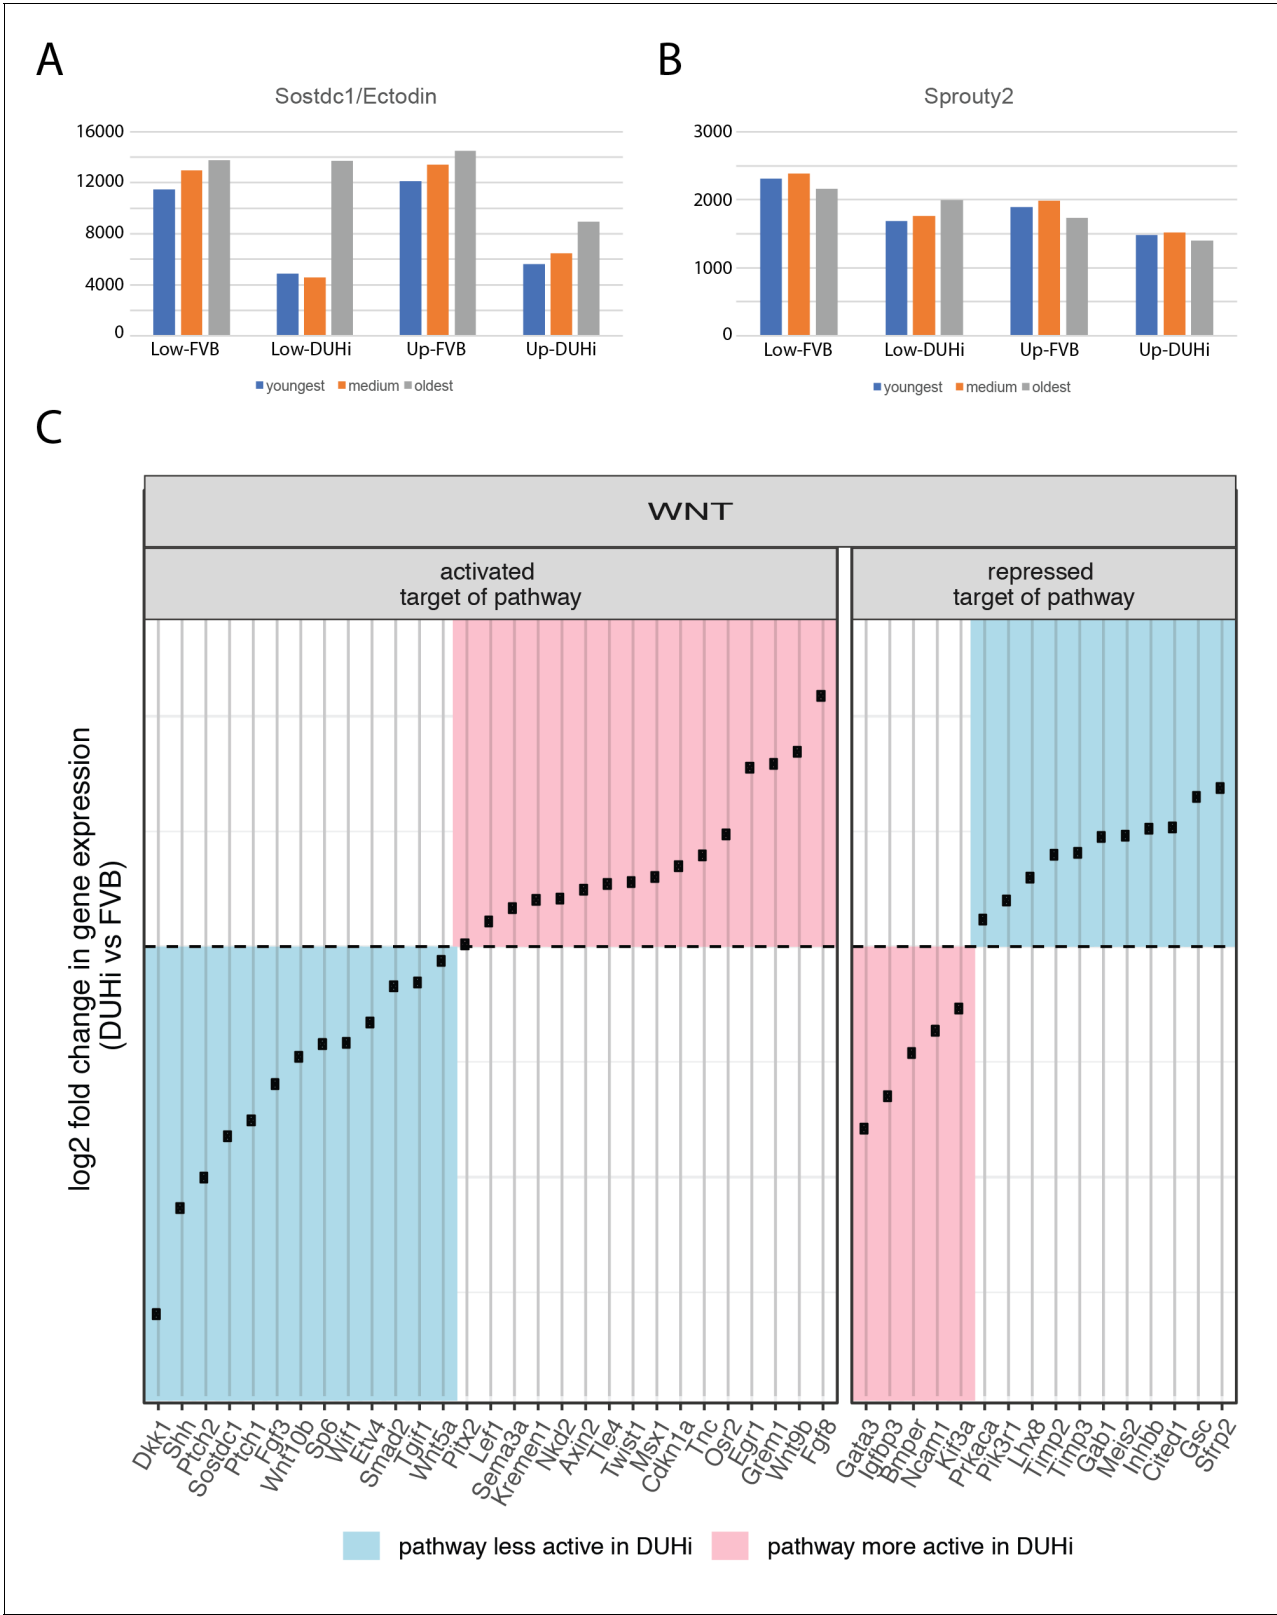 A
B
Sostdc1/Ectodin
Sprouty2
16000
12000
8000
4000
0
Low-FVB
Low-DUHi
Up-FVB
Up-DUHi
youngest
medium
oldest
3000
2000
1000
0
Low-FVB
Low-DUHi
Up-FVB
Up-DUHi
youngest
medium
oldest
C
WNT
activated
target of pathway
repressed
target of pathway
log2 fold change in gene expression
(DUHi vs FVB)
Dkk1
Shh
Ptch2
Sostdc1
Ptch1
Fgf3
Wnt10b
Sp6
Wif1
Etv4
Smad2
Tgif1
Wnt5a
Pitx2
Lef1
Sema3a
Kremen1
Nkd2
Axin2
Tle4
Twist1
Msx1
Cdkn1a
Tnc
Osr2
Egr1
Grem1
Wnt9b
Fgf8
Gata3
Igfbp3
Bmper
Ncam1
Kif3a
Prkaca
Pik3r1
Lhx8
Timp2
Timp3
Gab1
Meis2
Inhbb
Cited1
Gsc
Sfrp2
pathway less active in DUHi
pathway more active in DUHi